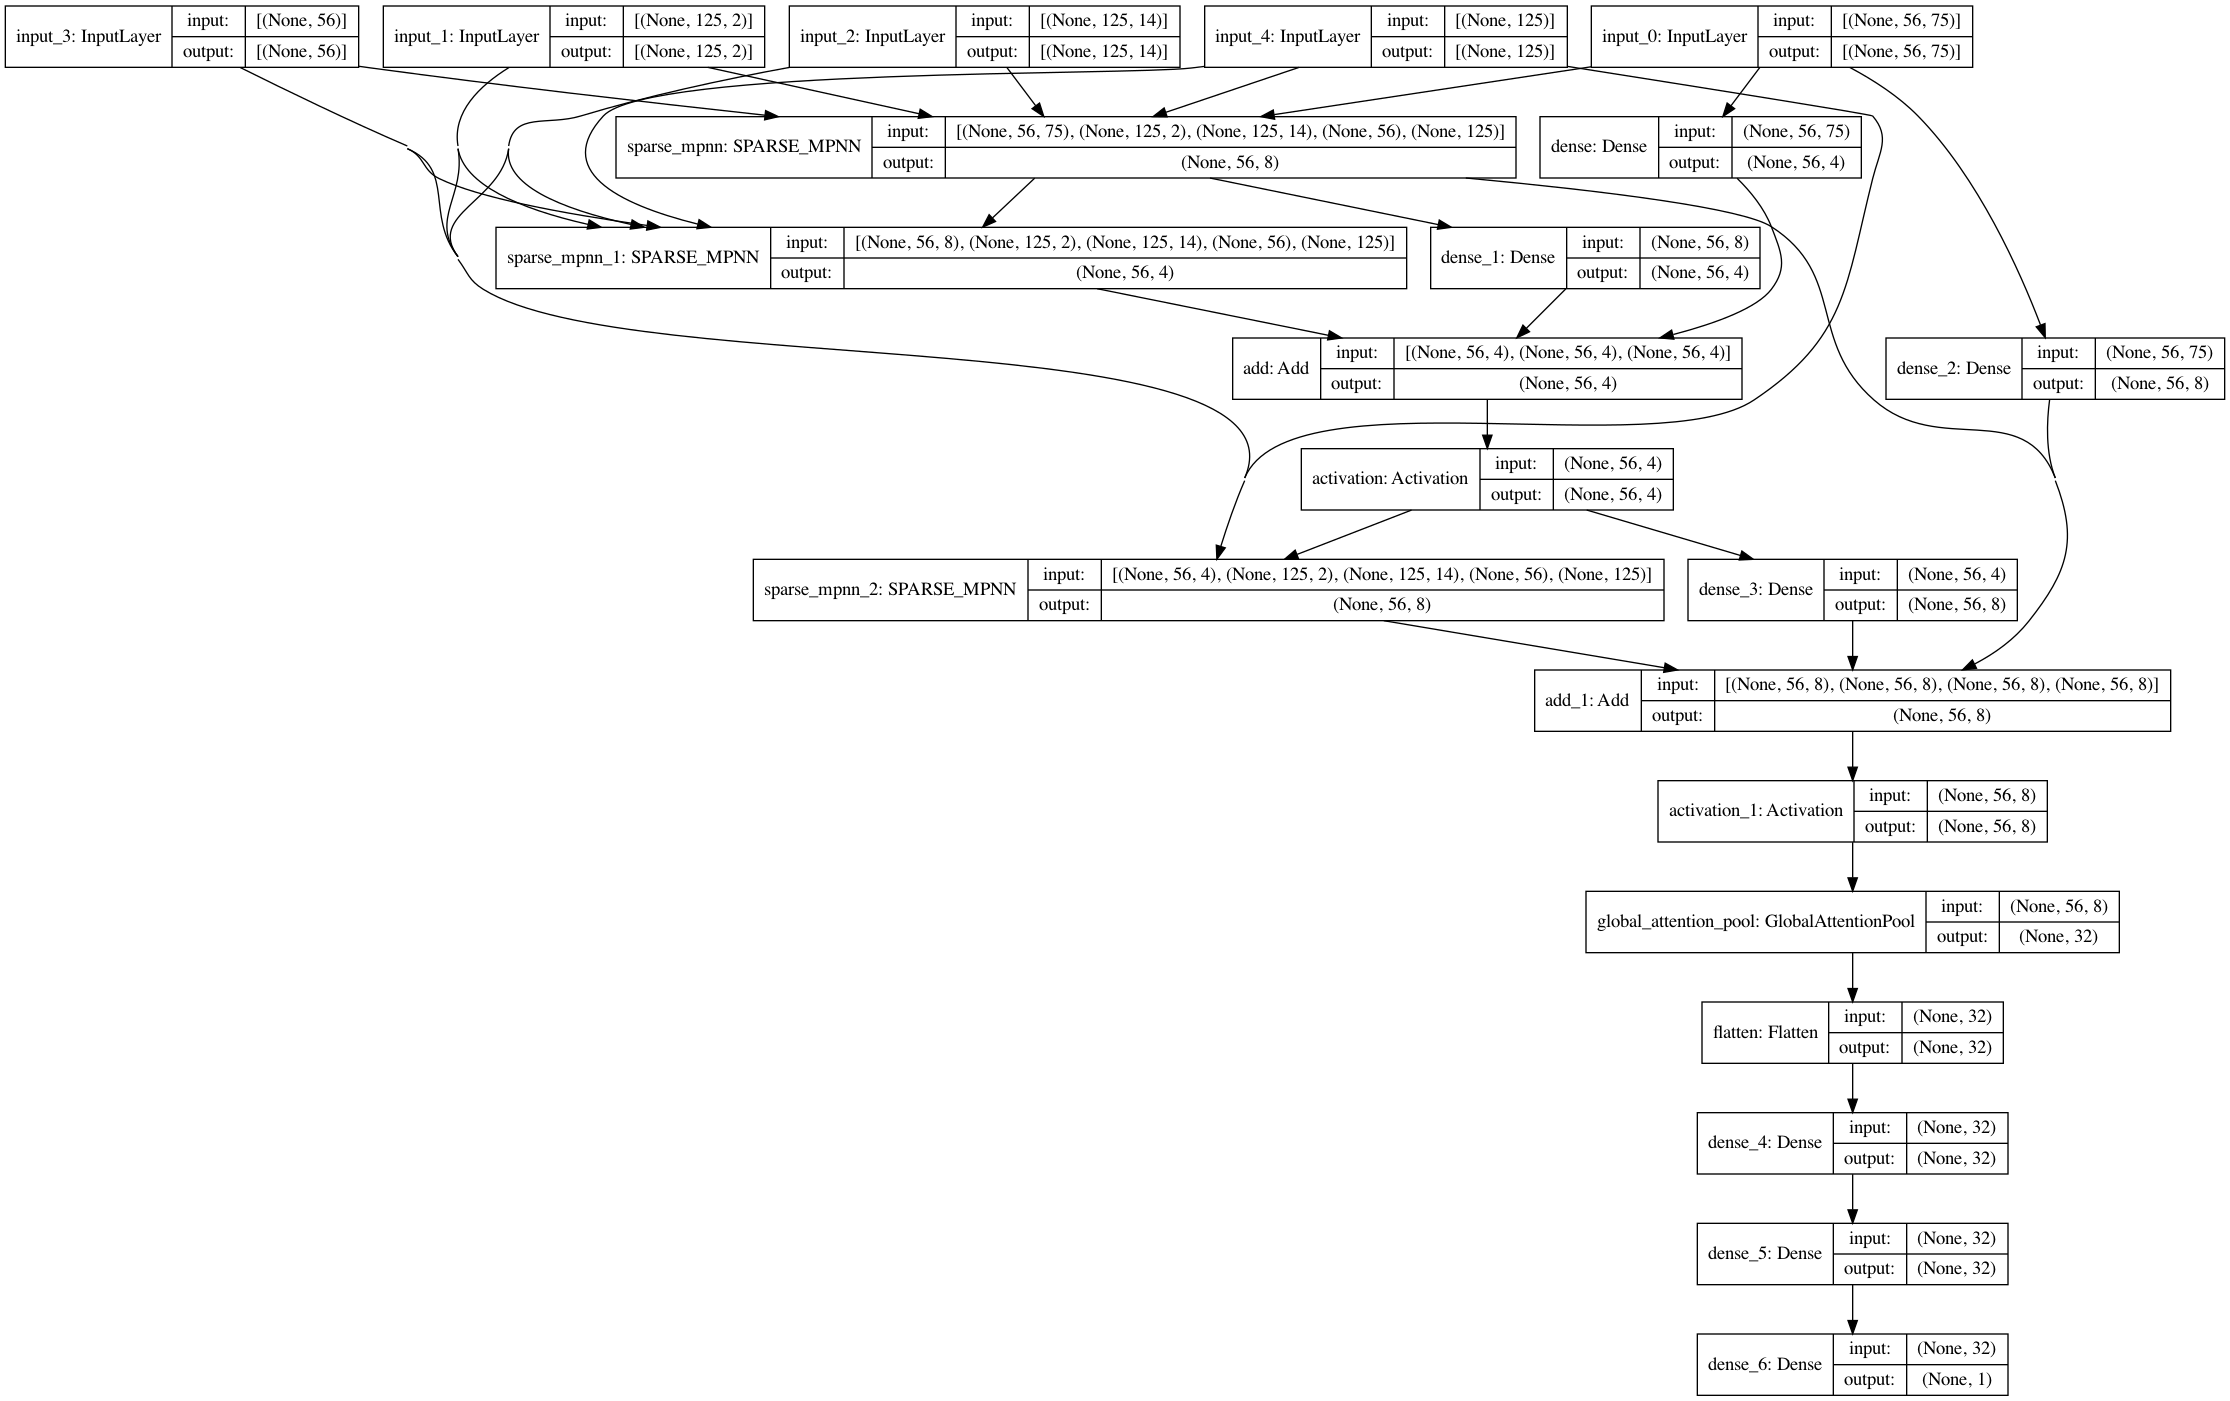 input_3: InputLayer
input: [(None, 56)]
output: [(None, 56)]
input_1: InputLayer
input: [(None, 125, 2)]
output: [(None, 125, 2)]
input_2: InputLayer
input: [(None, 125, 14)]
output: [(None, 125, 14)]
input_4: InputLayer
input: [(None, 125)]
output: [(None, 125)]
input_0: InputLayer
input: [(None, 56, 75)]
output: [(None, 56, 75)]
sparse_mpnn: SPARSE_MPNN
input: [(None, 56, 75), (None, 125, 2), (None, 125, 14), (None, 56), (None, 125)]
output: (None, 56, 8)
dense: Dense
input: (None, 56, 75)
output: (None, 56, 4)
sparse_mpnn_1: SPARSE_MPNN
input: [(None, 56, 8), (None, 125, 2), (None, 125, 14), (None, 56), (None, 125)]
output: (None, 56, 4)
dense_1: Dense
input: (None, 56, 8)
output: (None, 56, 4)
add: Add
input: [(None, 56, 4), (None, 56, 4), (None, 56, 4)]
output: (None, 56, 4)
dense_2: Dense
input: (None, 56, 75)
output: (None, 56, 8)
activation: Activation
input: (None, 56, 4)
output: (None, 56, 4)
sparse_mpnn_2: SPARSE_MPNN
input: [(None, 56, 4), (None, 125, 2), (None, 125, 14), (None, 56), (None, 125)]
output: (None, 56, 8)
dense_3: Dense
input: (None, 56, 4)
output: (None, 56, 8)
add_1: Add
input: [(None, 56, 8), (None, 56, 8), (None, 56, 8), (None, 56, 8)]
output: (None, 56, 8)
activation_1: Activation
input: (None, 56, 8)
output: (None, 56, 8)
global_attention_pool: GlobalAttentionPool
input: (None, 56, 8)
output: (None, 32)
flatten: Flatten
input: (None, 32)
output: (None, 32)
dense_4: Dense
input: (None, 32)
output: (None, 32)
dense_5: Dense
input: (None, 32)
output: (None, 32)
dense_6: Dense
input: (None, 32)
output: (None, 1)